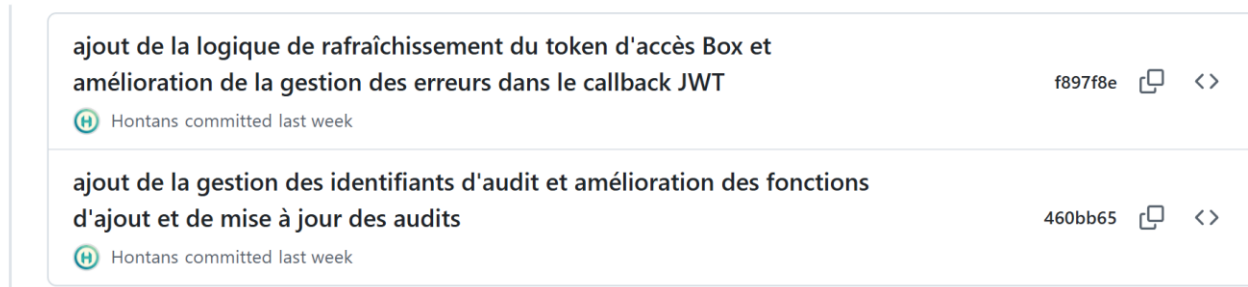 ajout de la logique de rafraîchissement du token d'accès Box et
amélioration de la gestion des erreurs dans le callback JWT
f897f8e
H Hontans committed last week
ajout de la gestion des identifiants d'audit et amélioration des fonctions
d'ajout et de mise à jour des audits
460bb65
H Hontans committed last week